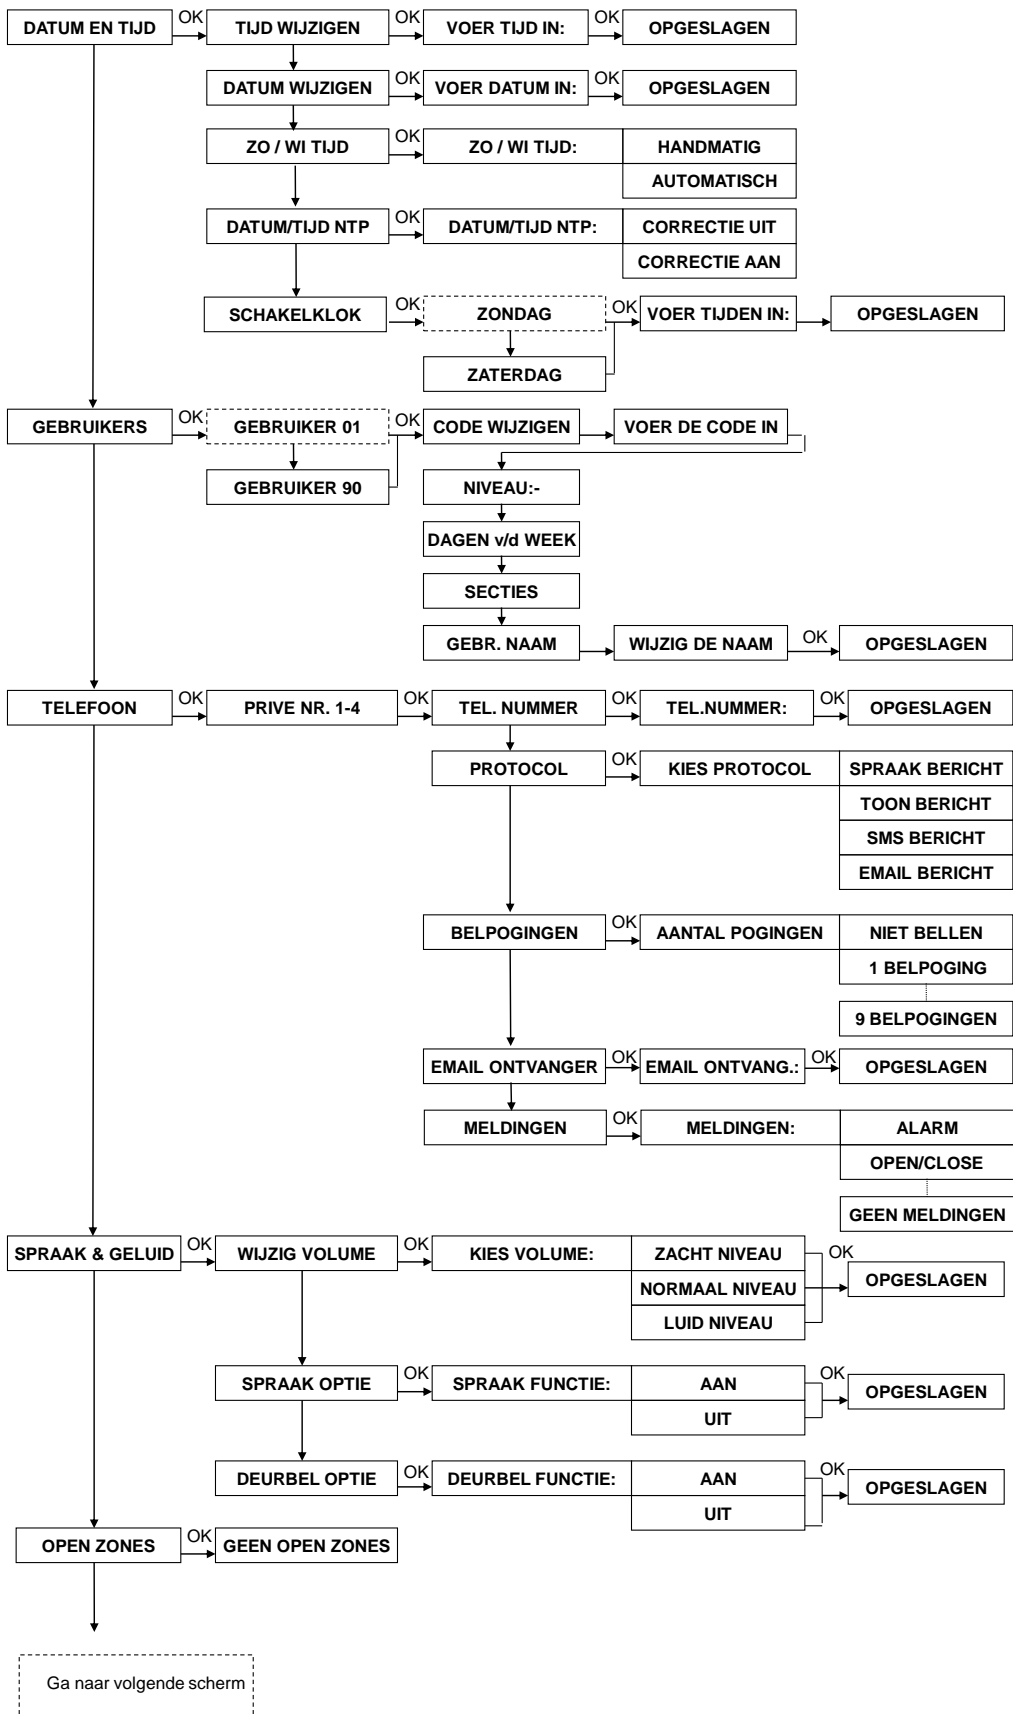 DATUM EN TIJD OK TIJD WIJZIGEN OK VOER TIJD IN: OK OPGESLAGEN
DATUM WIJZIGEN OK VOER DATUM IN: OK OPGESLAGEN
ZO / WI TIJD OK ZO / WI TIJD: HANDMATIG
AUTOMATISCH
DATUM/TIJD NTP OK DATUM/TIJD NTP: CORRECTIE UIT
CORRECTIE AAN
SCHAKELKLOK OK ZONDAG OK VOER TIJDEN IN: OPGESLAGEN
ZATERDAG
GEBRUIKERS OK GEBRUIKER 01 OK CODE WIJZIGEN VOER DE CODE IN
GEBRUIKER 90 NIVEAU:-
DAGEN v/d WEEK
SECTIES
GEBR. NAAM WIJZIG DE NAAM OK OPGESLAGEN
TELEFOON OK PRIVE NR. 1-4 OK TEL. NUMMER OK TEL.NUMMER: OK OPGESLAGEN
PROTOCOL OK KIES PROTOCOL SPRAAK BERICHT
TOON BERICHT
SMS BERICHT
EMAIL BERICHT
BELPOGINGEN OK AANTAL POGINGEN NIET BELLEN
1 BELPOGING
9 BELPOGINGEN
EMAIL ONTVANGER OK EMAIL ONTVANG.: OK OPGESLAGEN
MELDINGEN OK MELDINGEN: ALARM
OPEN/CLOSE
GEEN MELDINGEN
SPRAAK & GELUID OK WIJZIG VOLUME OK KIES VOLUME: ZACHT NIVEAU OK OPGESLAGEN
NORMAAL NIVEAU
LUID NIVEAU
SPRAAK OPTIE OK SPRAAK FUNCTIE: AAN OK OPGESLAGEN
UIT
DEURBEL OPTIE OK DEURBEL FUNCTIE: AAN OK OPGESLAGEN
UIT
OPEN ZONES OK GEEN OPEN ZONES
Ga naar volgende scherm